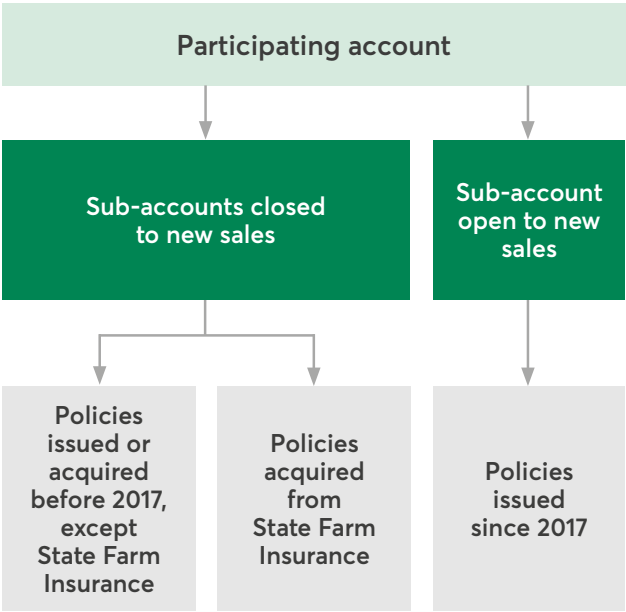 Participating account
Sub-accounts closed
to new sales
Sub-account
open to new
sales
Policies
issued or
acquired
before 2017,
except
State Farm
Insurance
Policies
acquired
from
State Farm
Insurance
Policies
issued
since 2017